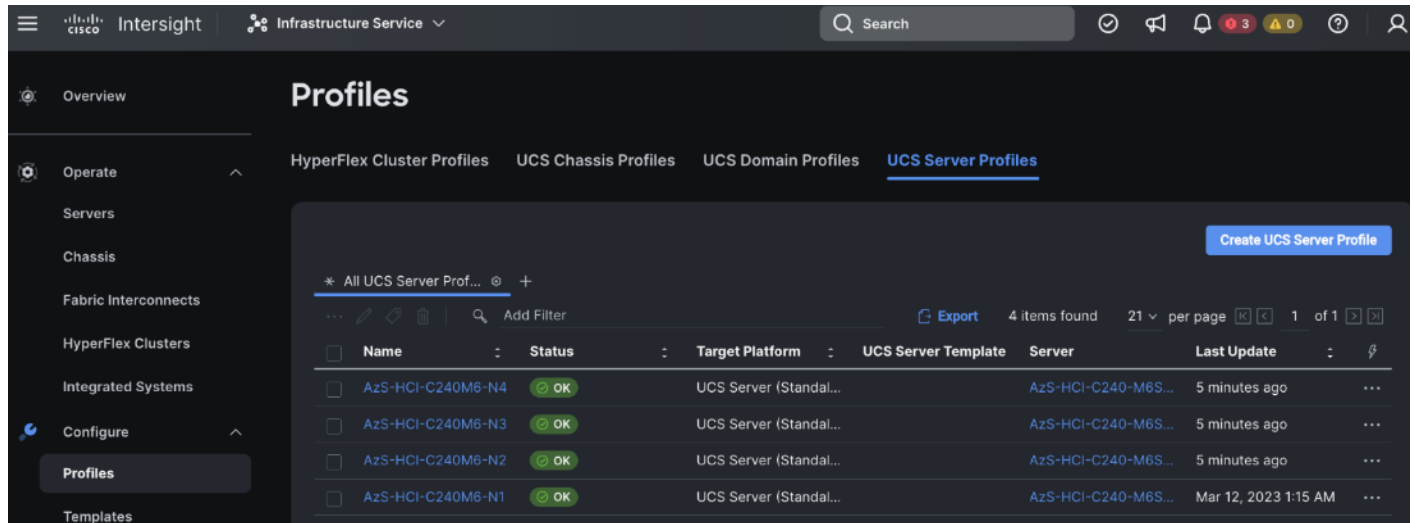 cisco Intersight Infrastructure Service Search 3 0
Overview
Profiles
Operate
HyperFlex Cluster Profiles UCS Chassis Profiles UCS Domain Profiles UCS Server Profiles
Servers
Create UCS Server Profile
Chassis
All UCS Server Prof... +
Fabric Interconnects
... Add Filter Export 4 items found 21 per page 1 of 1
HyperFlex Clusters
Name Status Target Platform UCS Server Template Server Last Update
Integrated Systems
AzS-HCI-C240M6-N4 OK UCS Server (Standal... AzS-HCI-C240-M6S... 5 minutes ago ...
Configure
AzS-HCI-C240M6-N3 OK UCS Server (Standal... AzS-HCI-C240-M6S... 5 minutes ago ...
Profiles
AzS-HCI-C240M6-N2 OK UCS Server (Standal... AzS-HCI-C240-M6S... 5 minutes ago ...
AzS-HCI-C240M6-N1 OK UCS Server (Standal... AzS-HCI-C240-M6S... Mar 12, 2023 1:15 AM ...
Templates